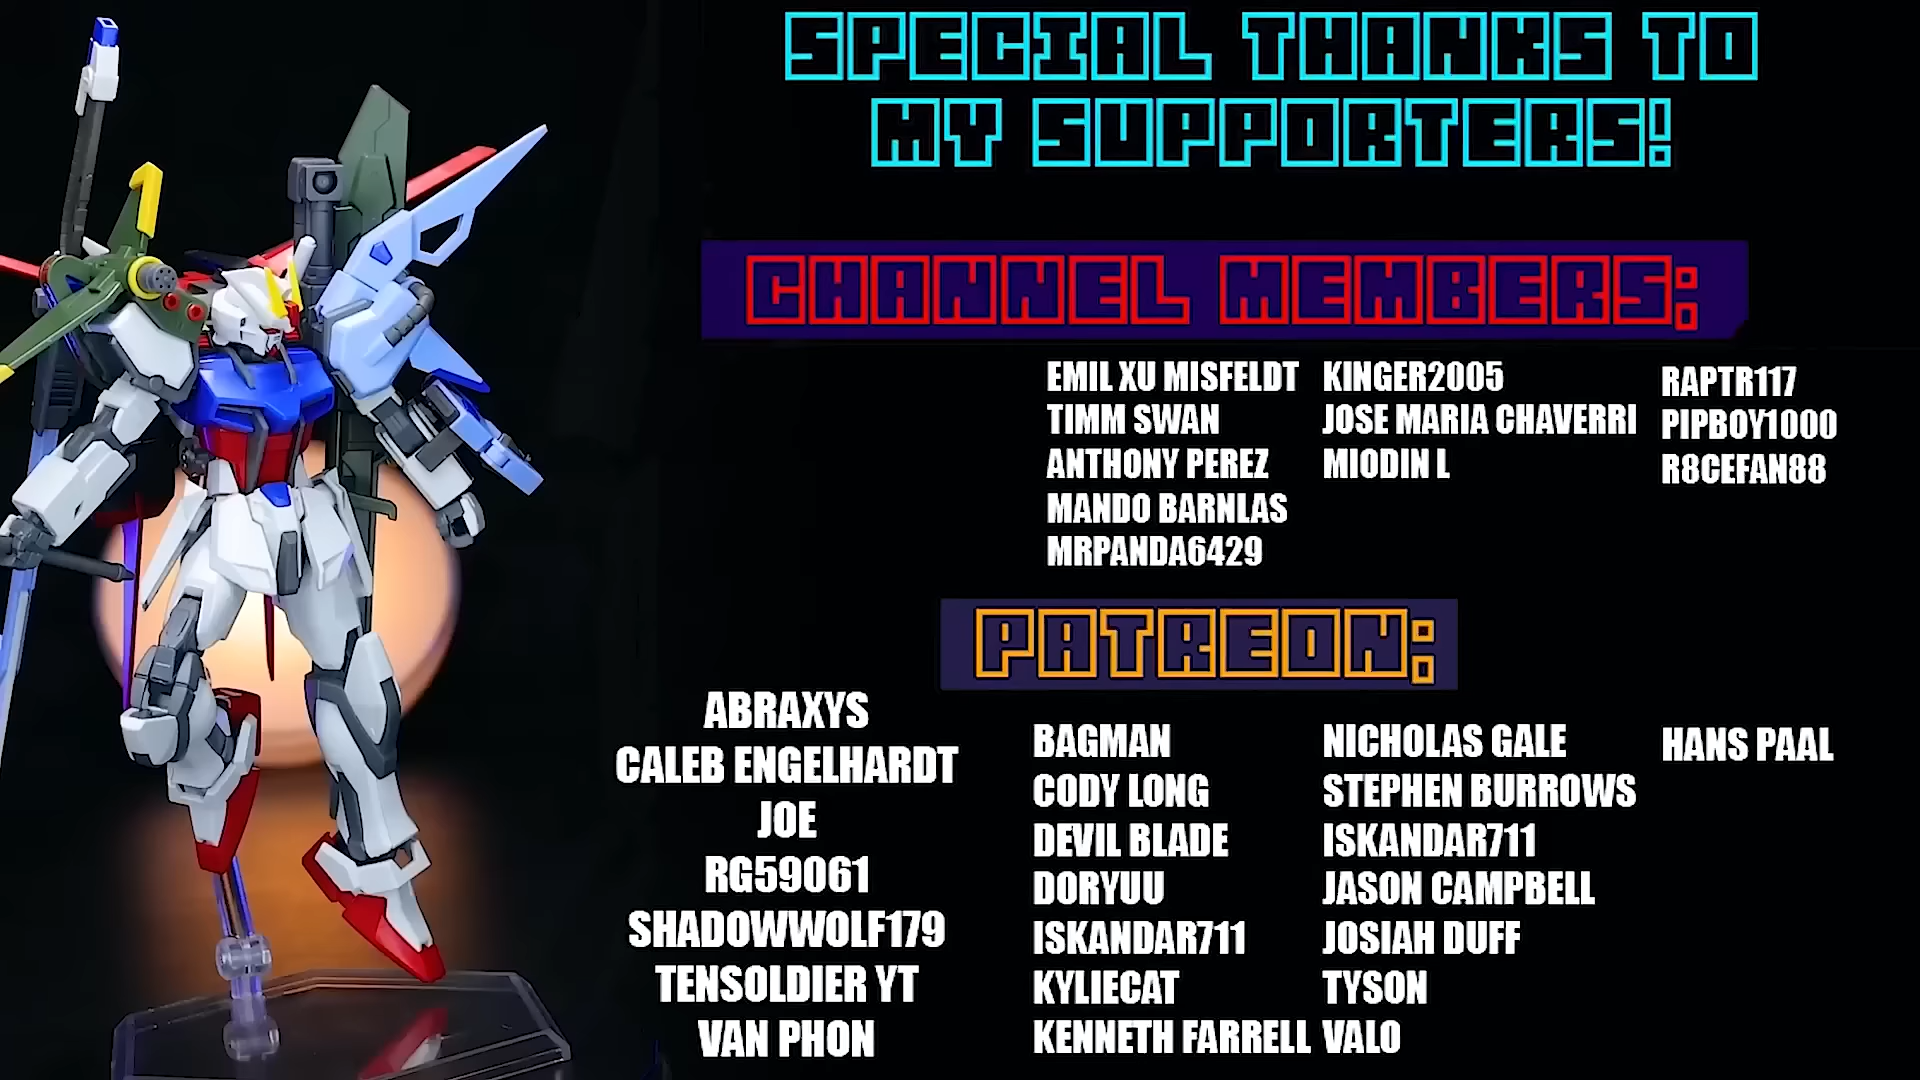 SPECIAL THANKS TO
MY SUPPORTERS!
CHANNEL MEMBERS:
EMIL XU MISFELDT
TIMM SWAN
ANTHONY PEREZ
MANDO BARNLAS
MRPANDA6429
KINGER2005
JOSE MARIA CHAVERRI
MIODIN L
RAPTR117
PIPBOY1000
R8CEFAN88
PATREON:
ABRAXYS
CALEB ENGELHARDT
JOE
RG59061
SHADOWWOLF179
TENSOLDIER YT
VAN PHON
BAGMAN
CODY LONG
DEVIL BLADE
DORYUU
ISKANDAR711
KYLIECAT
KENNETH FARRELL
NICHOLAS GALE
STEPHEN BURROWS
ISKANDAR711
JASON CAMPBELL
JOSIAH DUFF
TYSON
VALO
HANS PAAL